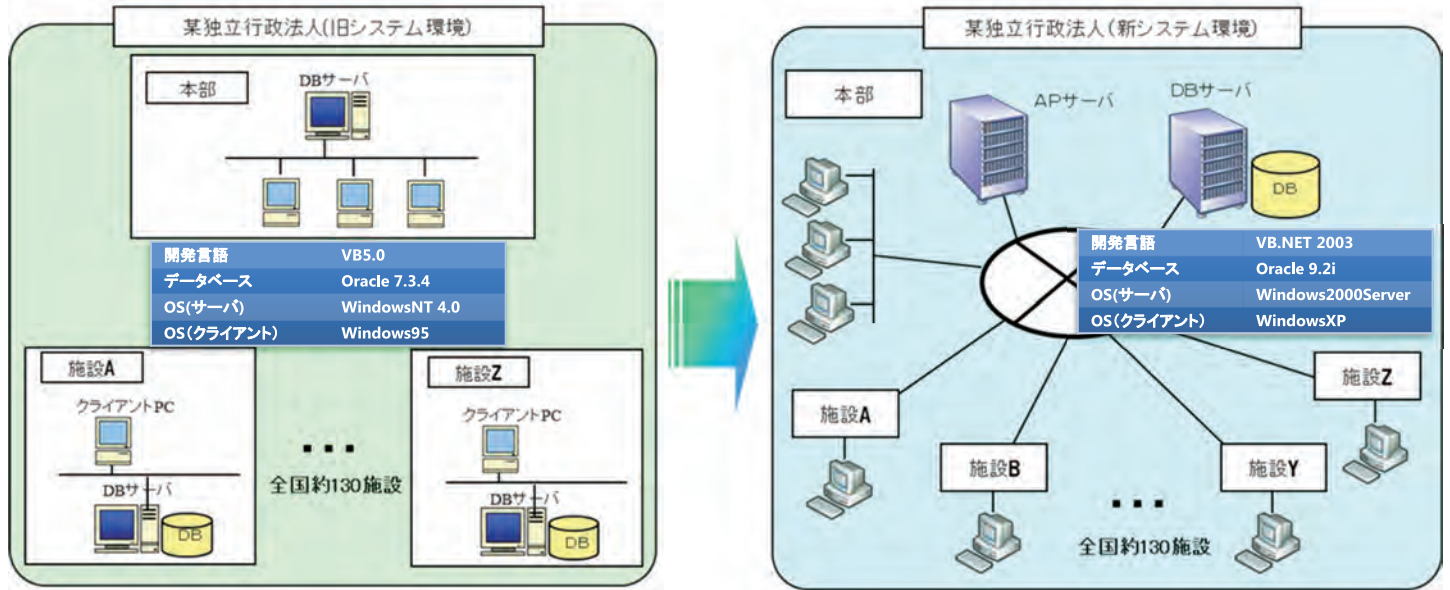 某独立行政法人(旧システム環境)
本部
DBサーバ
開発言語 VB5.0
データベース Oracle 7.3.4
OS(サーバ) WindowsNT 4.0
OS(クライアント) Windows95
施設A
クライアントPC
DBサーバ
DB
・・・
全国約130施設
施設Z
クライアントPC
DBサーバ
DB
某独立行政法人(新システム環境)
本部
APサーバ
DBサーバ
DB
開発言語 VB.NET 2003
データベース Oracle 9.2i
OS(サーバ) Windows2000Server
OS(クライアント) WindowsXP
施設A
施設B
・・・
全国約130施設
施設Y
施設Z